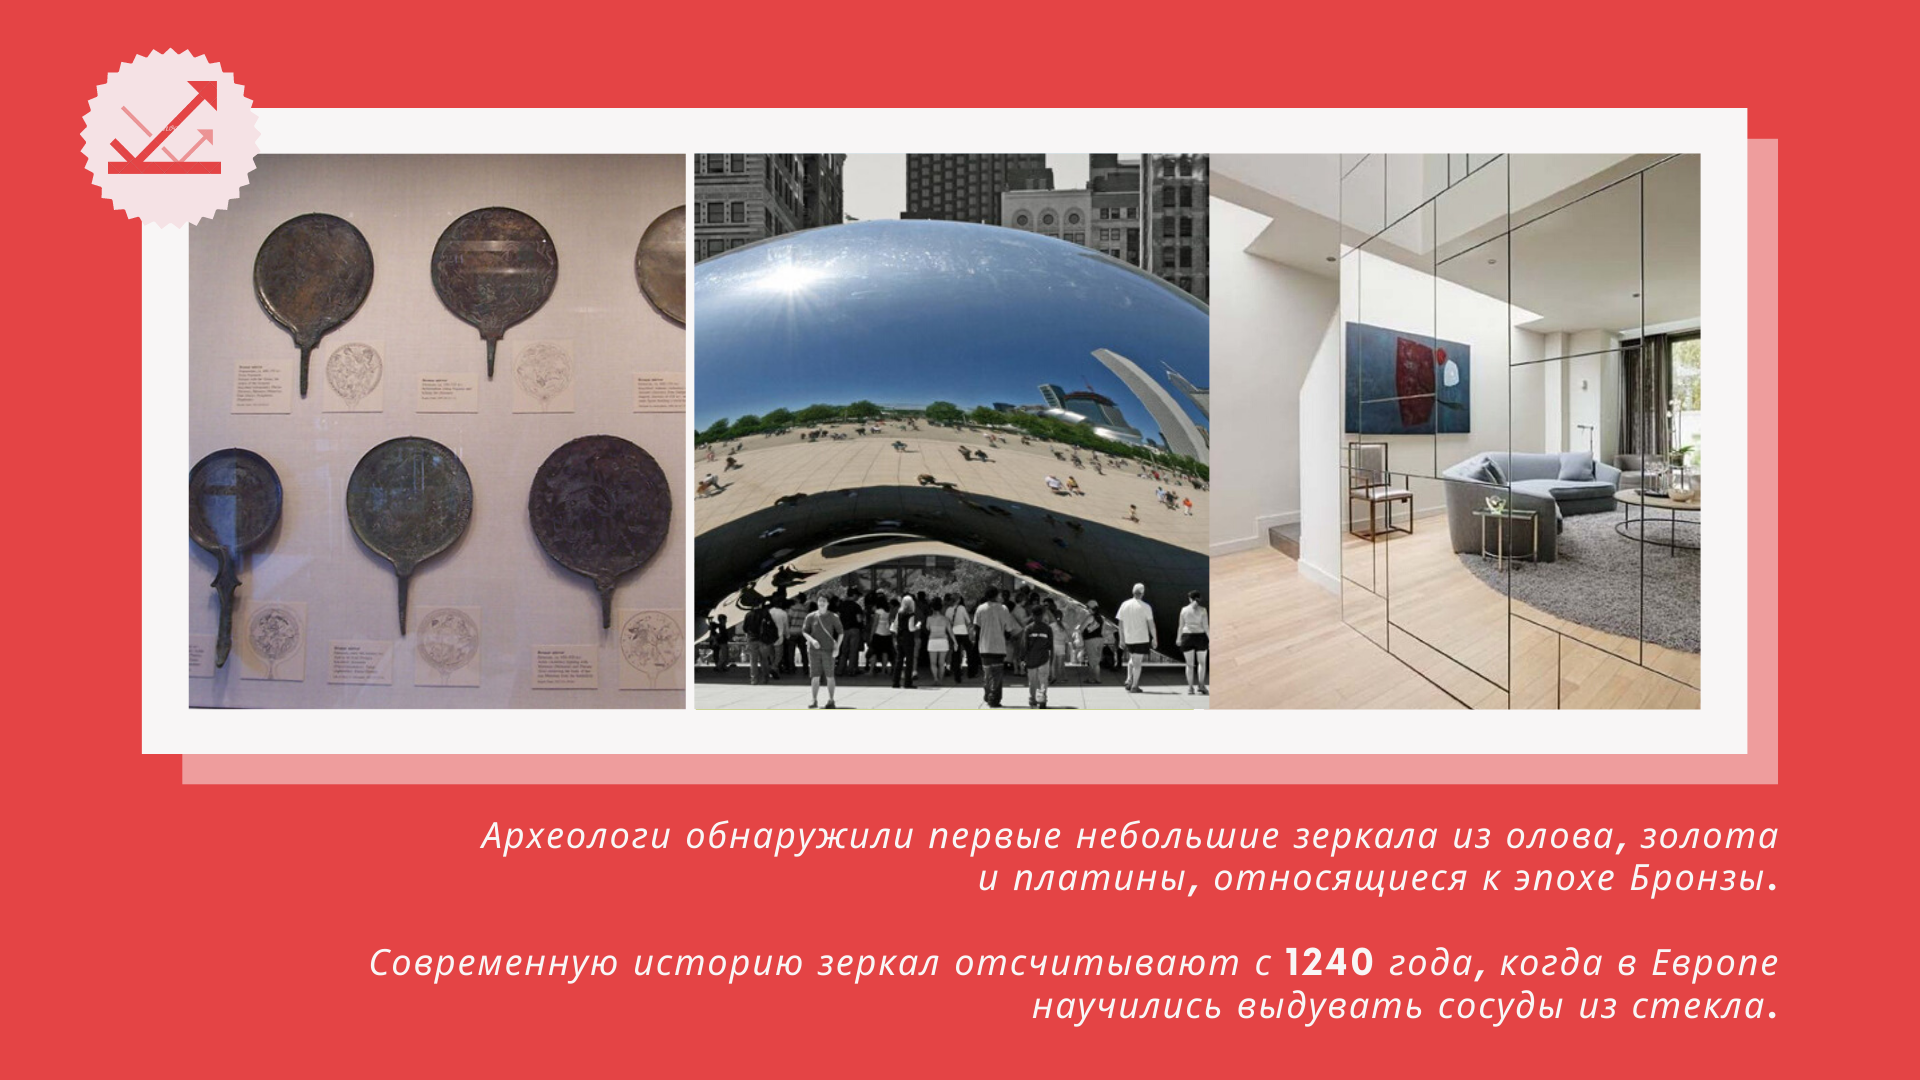 Археологи обнаружили первые небольшие зеркала из олова, золота
и платины, относящиеся к эпохе Бронзы.
Современную историю зеркал отсчитывают с 1240 года, когда в Европе
научились выдувать сосуды из стекла.